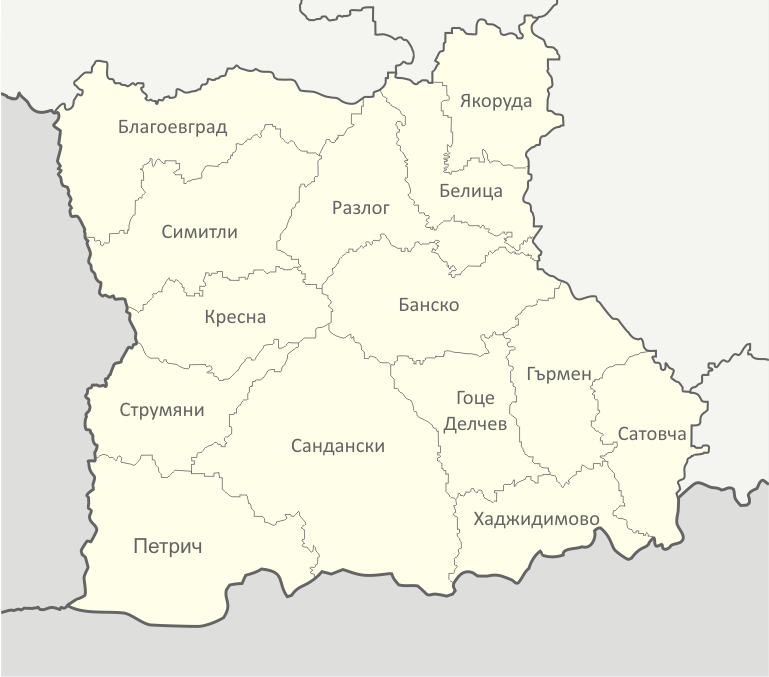 Якоруда
Благоевград
Белица
Разлог
Симитли
Банско
Кресна
Гърмен
Гоце
Делчев
Струмяни
Сатовча
Сандански
Хаджидимово
Петрич